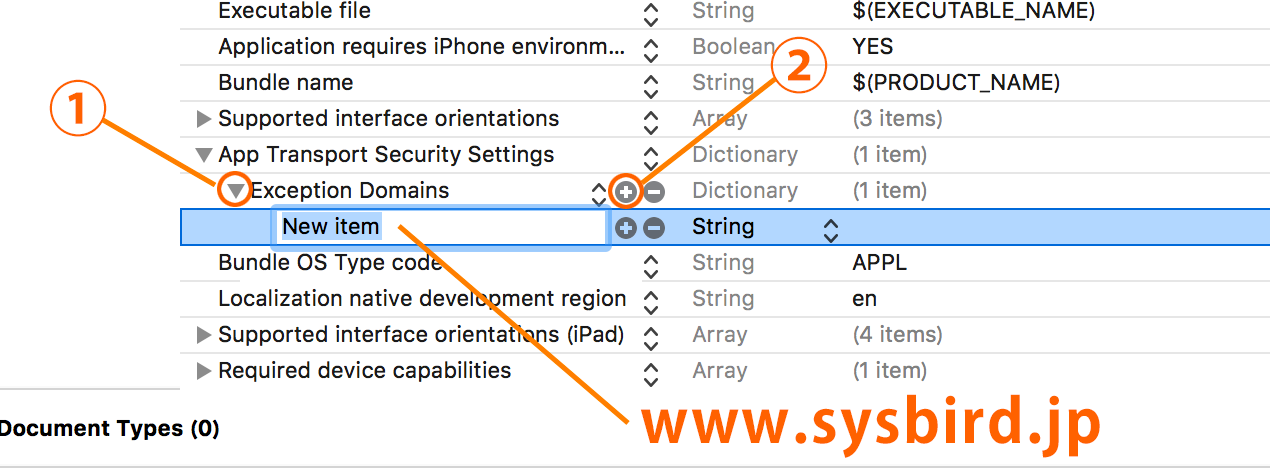 Executable file String $(EXECUTABLE_NAME)
Application requires iPhone environm... Boolean YES
Bundle name String $(PRODUCT_NAME)
Supported interface orientations Array (3 items)
App Transport Security Settings Dictionary (1 item)
Exception Domains Dictionary (1 item)
New item String
Bundle OS Type code String APPL
Localization native development region String en
Supported interface orientations (iPad) Array (4 items)
Required device capabilities Array (1 item)
Document Types (0)
1
2
www.sysbird.jp